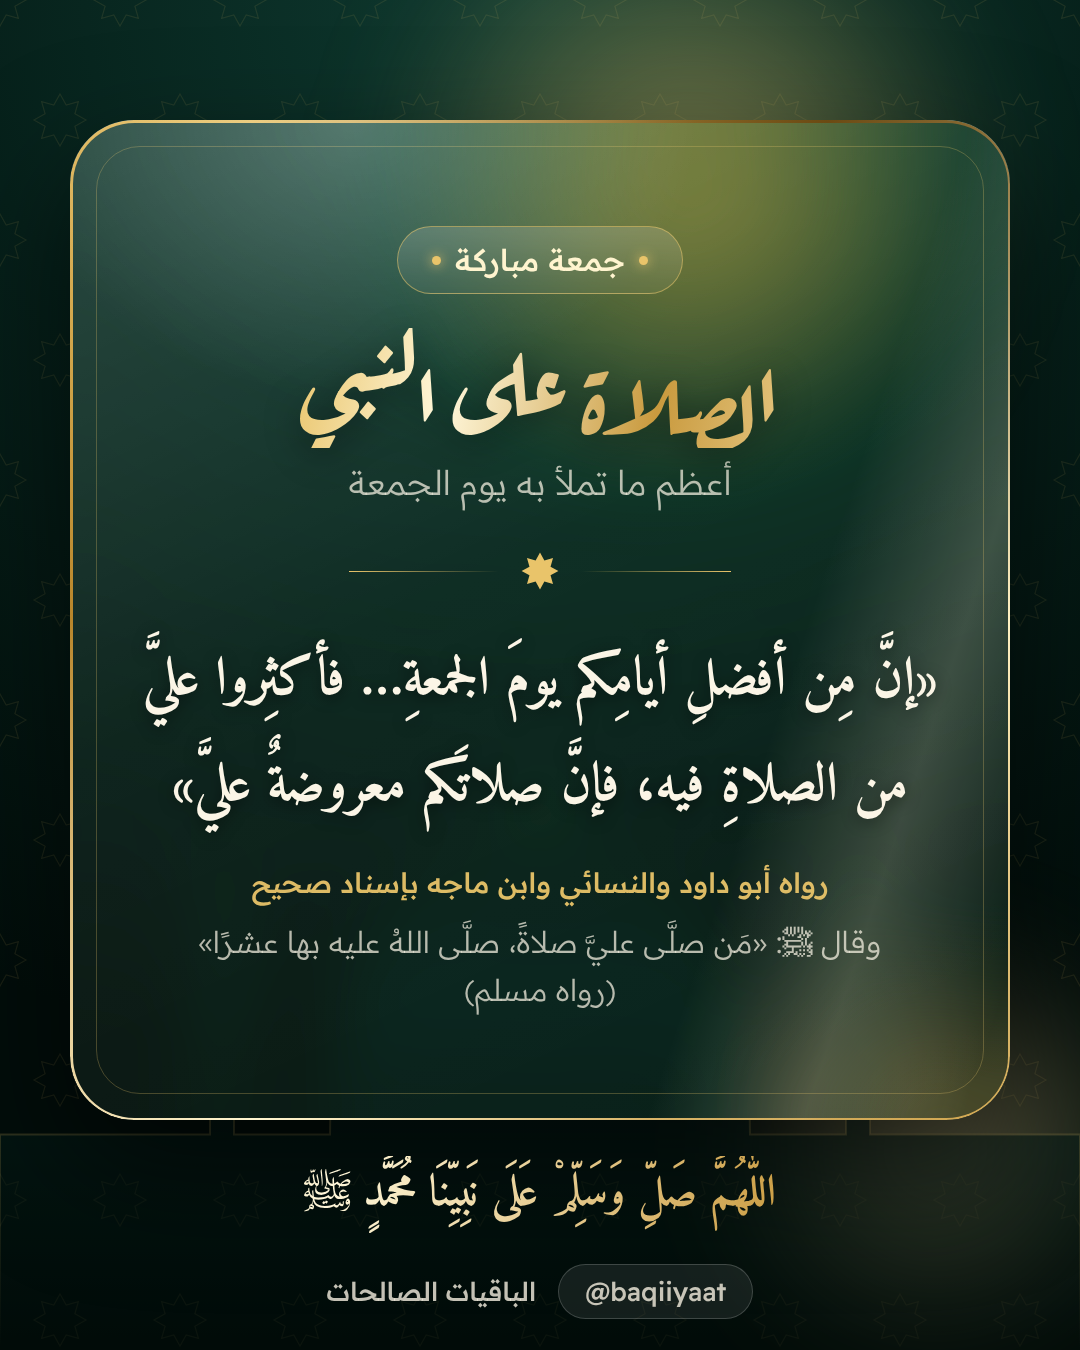 جمعة مباركة
الصلاة على النبي
أعظم ما تملأ به يوم الجمعة
«إنَّ مِن أفضلِ أيامِكم يومَ الجمعةِ... فأكثِروا عليَّ
من الصلاةِ فيه، فإنَّ صلاتَكم معروضةٌ عليَّ»
رواه أبو داود والنسائي وابن ماجه بإسناد صحيح
وقال ﷺ: «مَن صلَّى عليَّ صلاةً، صلَّى اللهُ عليه بها عشرًا»
(رواه مسلم)
اللَّهُمَّ صَلِّ وَسَلِّمْ عَلَى نَبِيِّنَا مُحَمَّدٍ ﷺ
@baqiiyaat الباقيات الصالحات